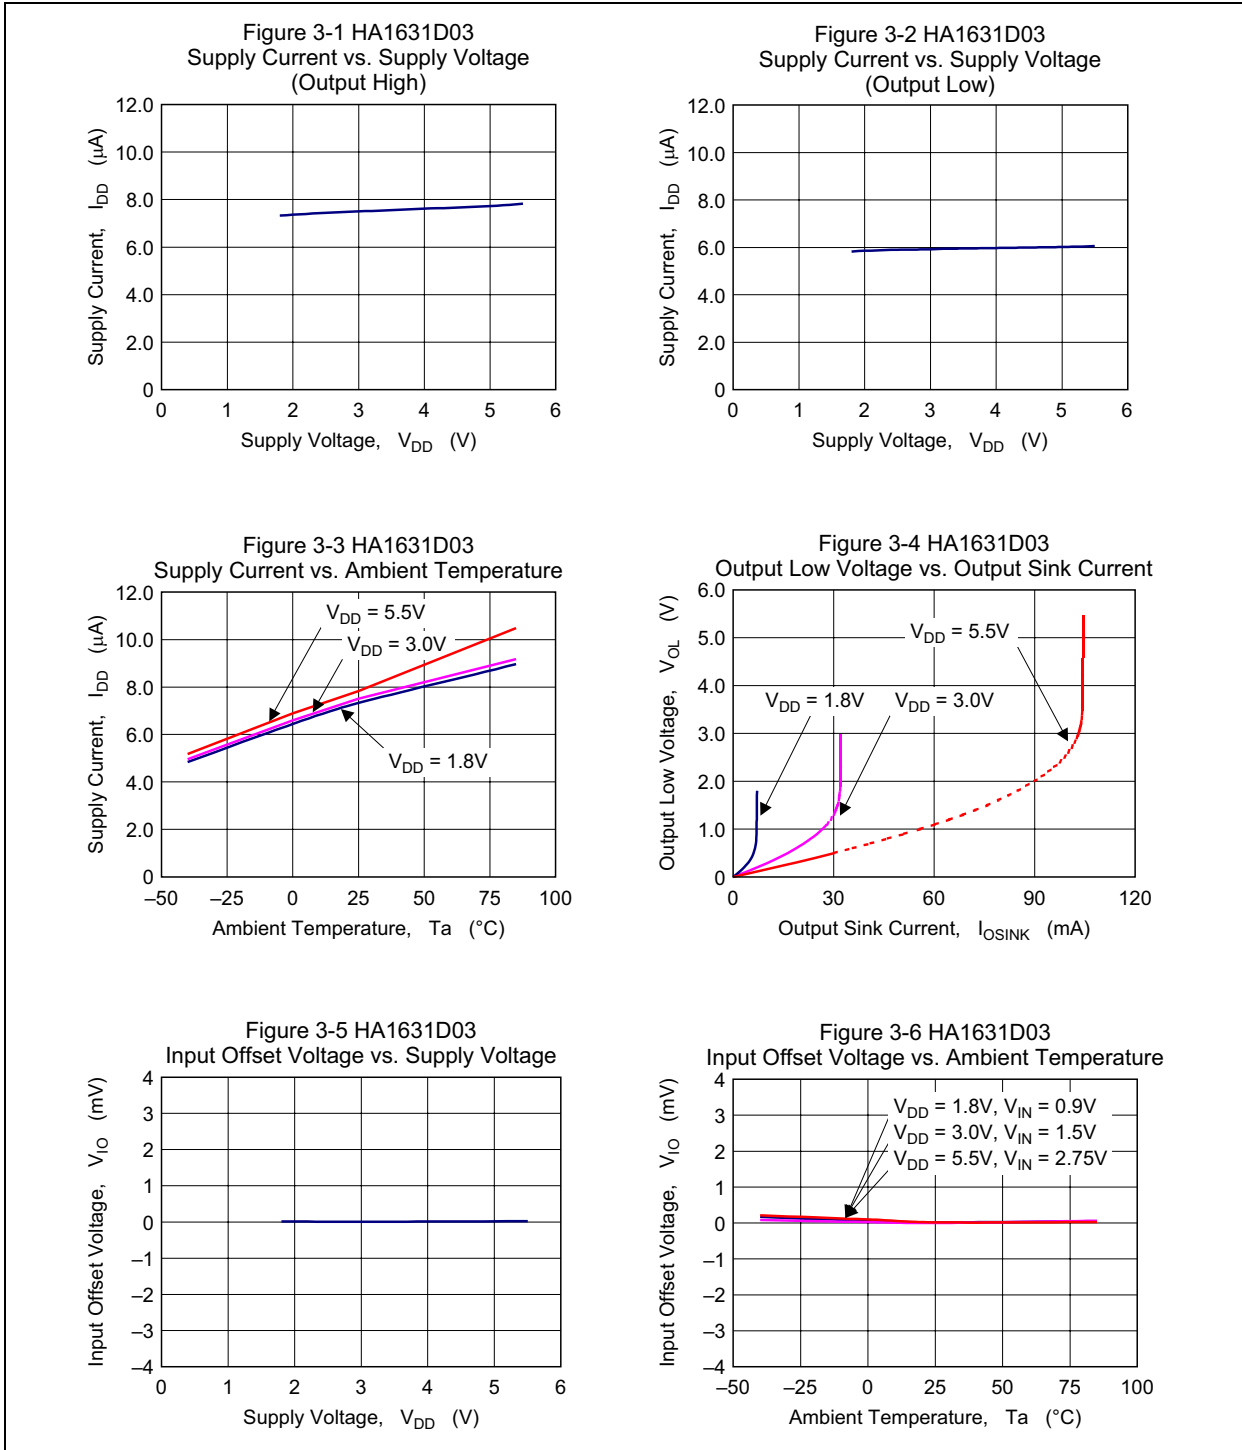 Figure 3-1 HA1631D03
Supply Current vs. Supply Voltage
(Output High)
Supply Current, IDD (μA)
12.0
10.0
8.0
6.0
4.0
2.0
0
0 1 2 3 4 5 6
Supply Voltage, VDD (V)
Figure 3-2 HA1631D03
Supply Current vs. Supply Voltage
(Output Low)
Supply Current, IDD (μA)
12.0
10.0
8.0
6.0
4.0
2.0
0
0 1 2 3 4 5 6
Supply Voltage, VDD (V)
Figure 3-3 HA1631D03
Supply Current vs. Ambient Temperature
Supply Current, IDD (μA)
12.0
10.0
8.0
6.0
4.0
2.0
0
VDD = 5.5V
VDD = 3.0V
VDD = 1.8V
–50 –25 0 25 50 75 100
Ambient Temperature, Ta (°C)
Figure 3-4 HA1631D03
Output Low Voltage vs. Output Sink Current
Output Low Voltage, VOL (V)
6.0
5.0
4.0
3.0
2.0
1.0
0
VDD = 5.5V
VDD = 1.8V
VDD = 3.0V
0 30 60 90 120
Output Sink Current, IOSINK (mA)
Figure 3-5 HA1631D03
Input Offset Voltage vs. Supply Voltage
Input Offset Voltage, VIO (mV)
4
3
2
1
0
–1
–2
–3
–4
0 1 2 3 4 5 6
Supply Voltage, VDD (V)
Figure 3-6 HA1631D03
Input Offset Voltage vs. Ambient Temperature
Input Offset Voltage, VIO (mV)
4
3
2
1
0
–1
–2
–3
–4
VDD = 1.8V, VIN = 0.9V
VDD = 3.0V, VIN = 1.5V
VDD = 5.5V, VIN = 2.75V
–50 –25 0 25 50 75 100
Ambient Temperature, Ta (°C)